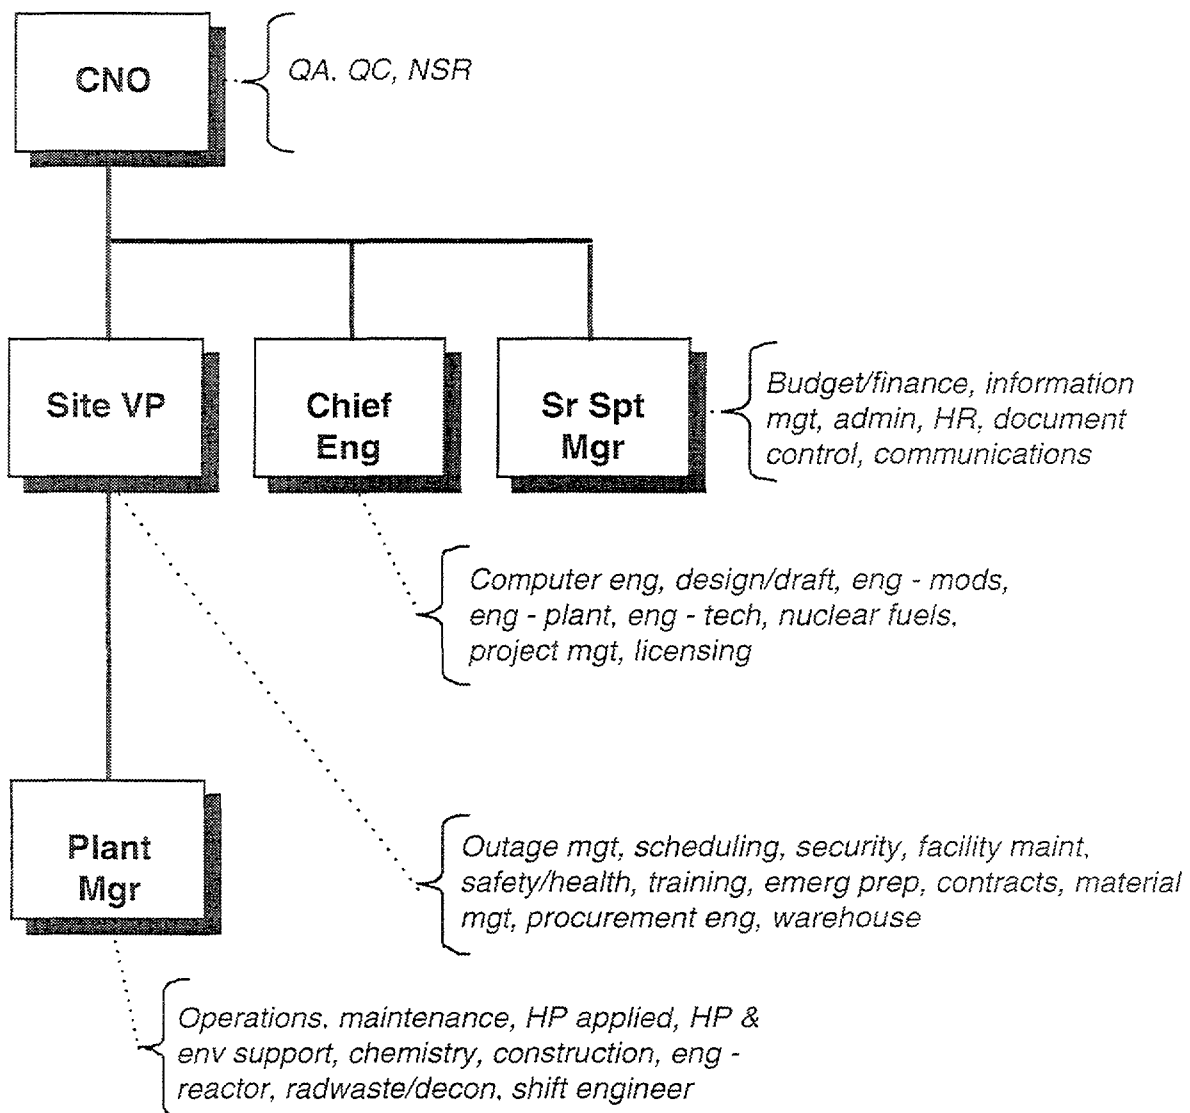 CNO
QA. QC, NSR
Site VP
Chief
Eng
Sr Spt
Mgr
Budget/finance, information
mgt, admin, HR, document
control, communications
Computer eng, design/draft, eng - mods,
eng - plant, eng - tech, nuclear fuels,
project mgt, licensing
Plant
Mgr
Outage mgt, scheduling, security, facility maint,
safety/health, training, emerg prep, contracts, material
mgt, procurement eng, warehouse
Operations. maintenance, HP applied, HP &
env support, chemistry, construction, eng -
reactor, radwaste/decon, shift engineer